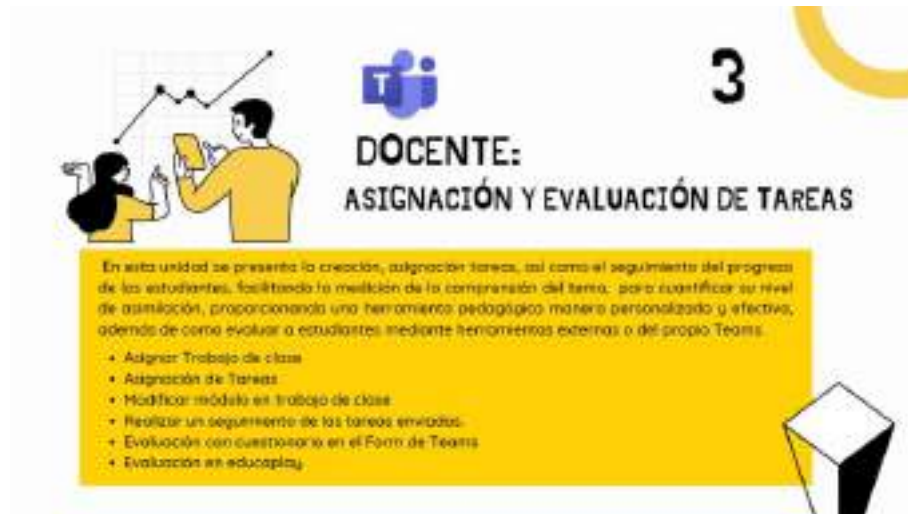 3
DOCENTE:
ASIGNACIÓN Y EVALUACIÓN DE TAREAS
En esta unidad se presenta la creación, asignación tareas, así como el seguimiento del progreso
de los estudiantes, facilitando la medición de la comprensión del tema, para cuantificar su nivel
de asimilación, proporcionando una herramienta pedagógica manera personalizada y efectiva,
además de como evaluar a estudiantes mediante herramientas externas o del propio Teams.
• Asignar Trabajo de clase
• Asignación de Tareas
• Modificar módulo en trabajo de clase
• Realizar un seguimiento de las tareas enviadas.
• Evaluación con cuestionario en el Form de Teams
• Evaluación en educaplay